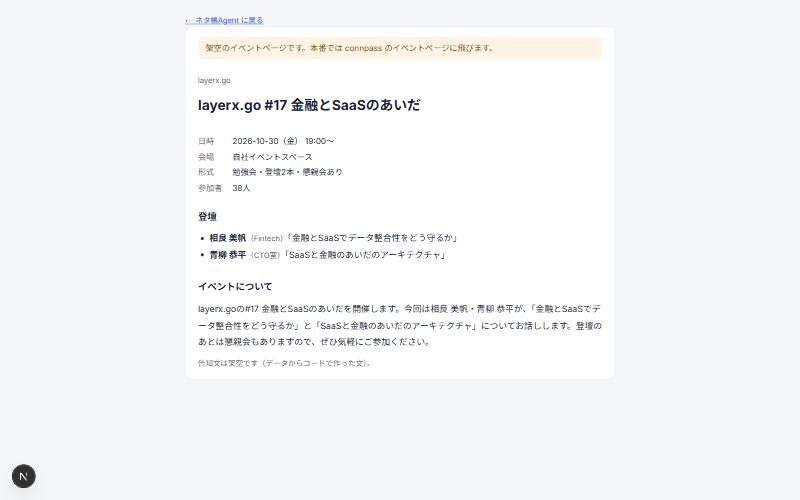 ← ネタ帳Agent に戻る
架空のイベントページです。本番では connpass のイベントページに飛びます。
layerx.go
layerx.go #17 金融とSaaSのあいだ
日時 2026-10-30（金） 19:00〜
会場 自社イベントスペース
形式 勉強会・登壇2本・懇親会あり
参加者 38人
登壇
• 相良 美帆（Fintech）「金融とSaaSでデータ整合性をどう守るか」
• 青柳 恭平（CTO室）「SaaSと金融のあいだのアーキテクチャ」
イベントについて
layerx.goの#17 金融とSaaSのあいだを開催します。今回は相良 美帆・青柳 恭平が、「金融とSaaSでデ
ータ整合性をどう守るか」と「SaaSと金融のあいだのアーキテクチャ」についてお話しします。登壇の
あとは懇親会もありますので、ぜひ気軽にご参加ください。
告知文は架空です（データからコードで作った文）。
N